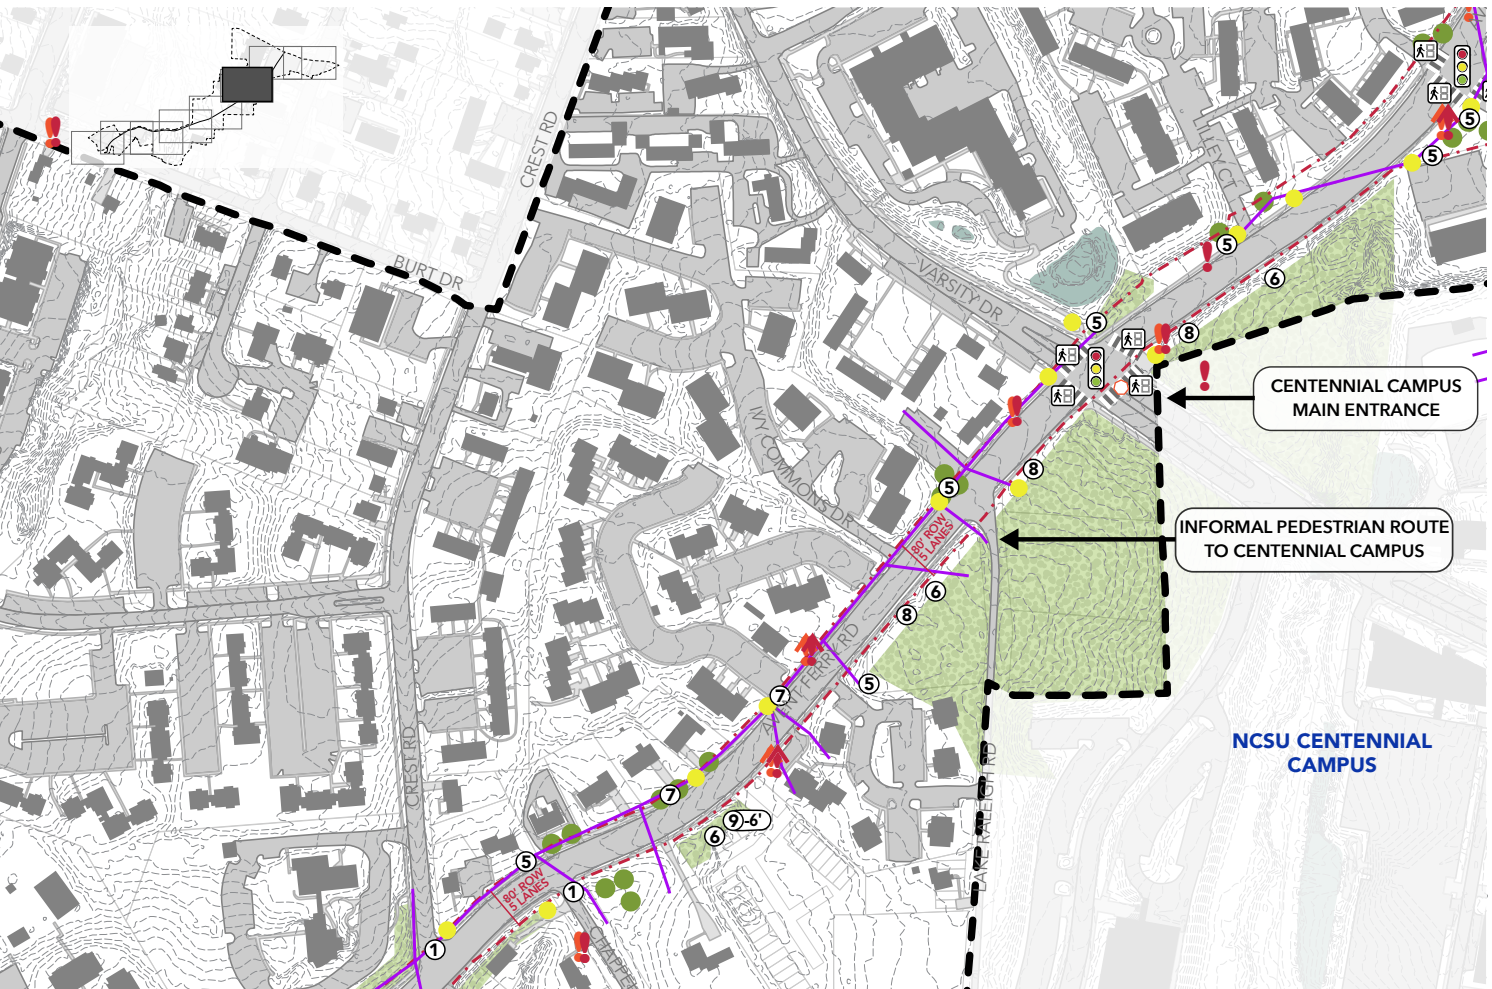 CREST RD
BURT DR
VARSITY DR
5
5
5
6
5
8
CENTENNIAL CAMPUS
MAIN ENTRANCE
IVY COMMONS DR
8
5
80' ROW
5 LANES
INFORMAL PEDESTRIAN ROUTE
TO CENTENNIAL CAMPUS
6
8
5
7
NCSU CENTENNIAL
CAMPUS
CREST RD
LAKE RALEIGH RD
7
9-6'
6
5
80' ROW
5 LANES
1
1